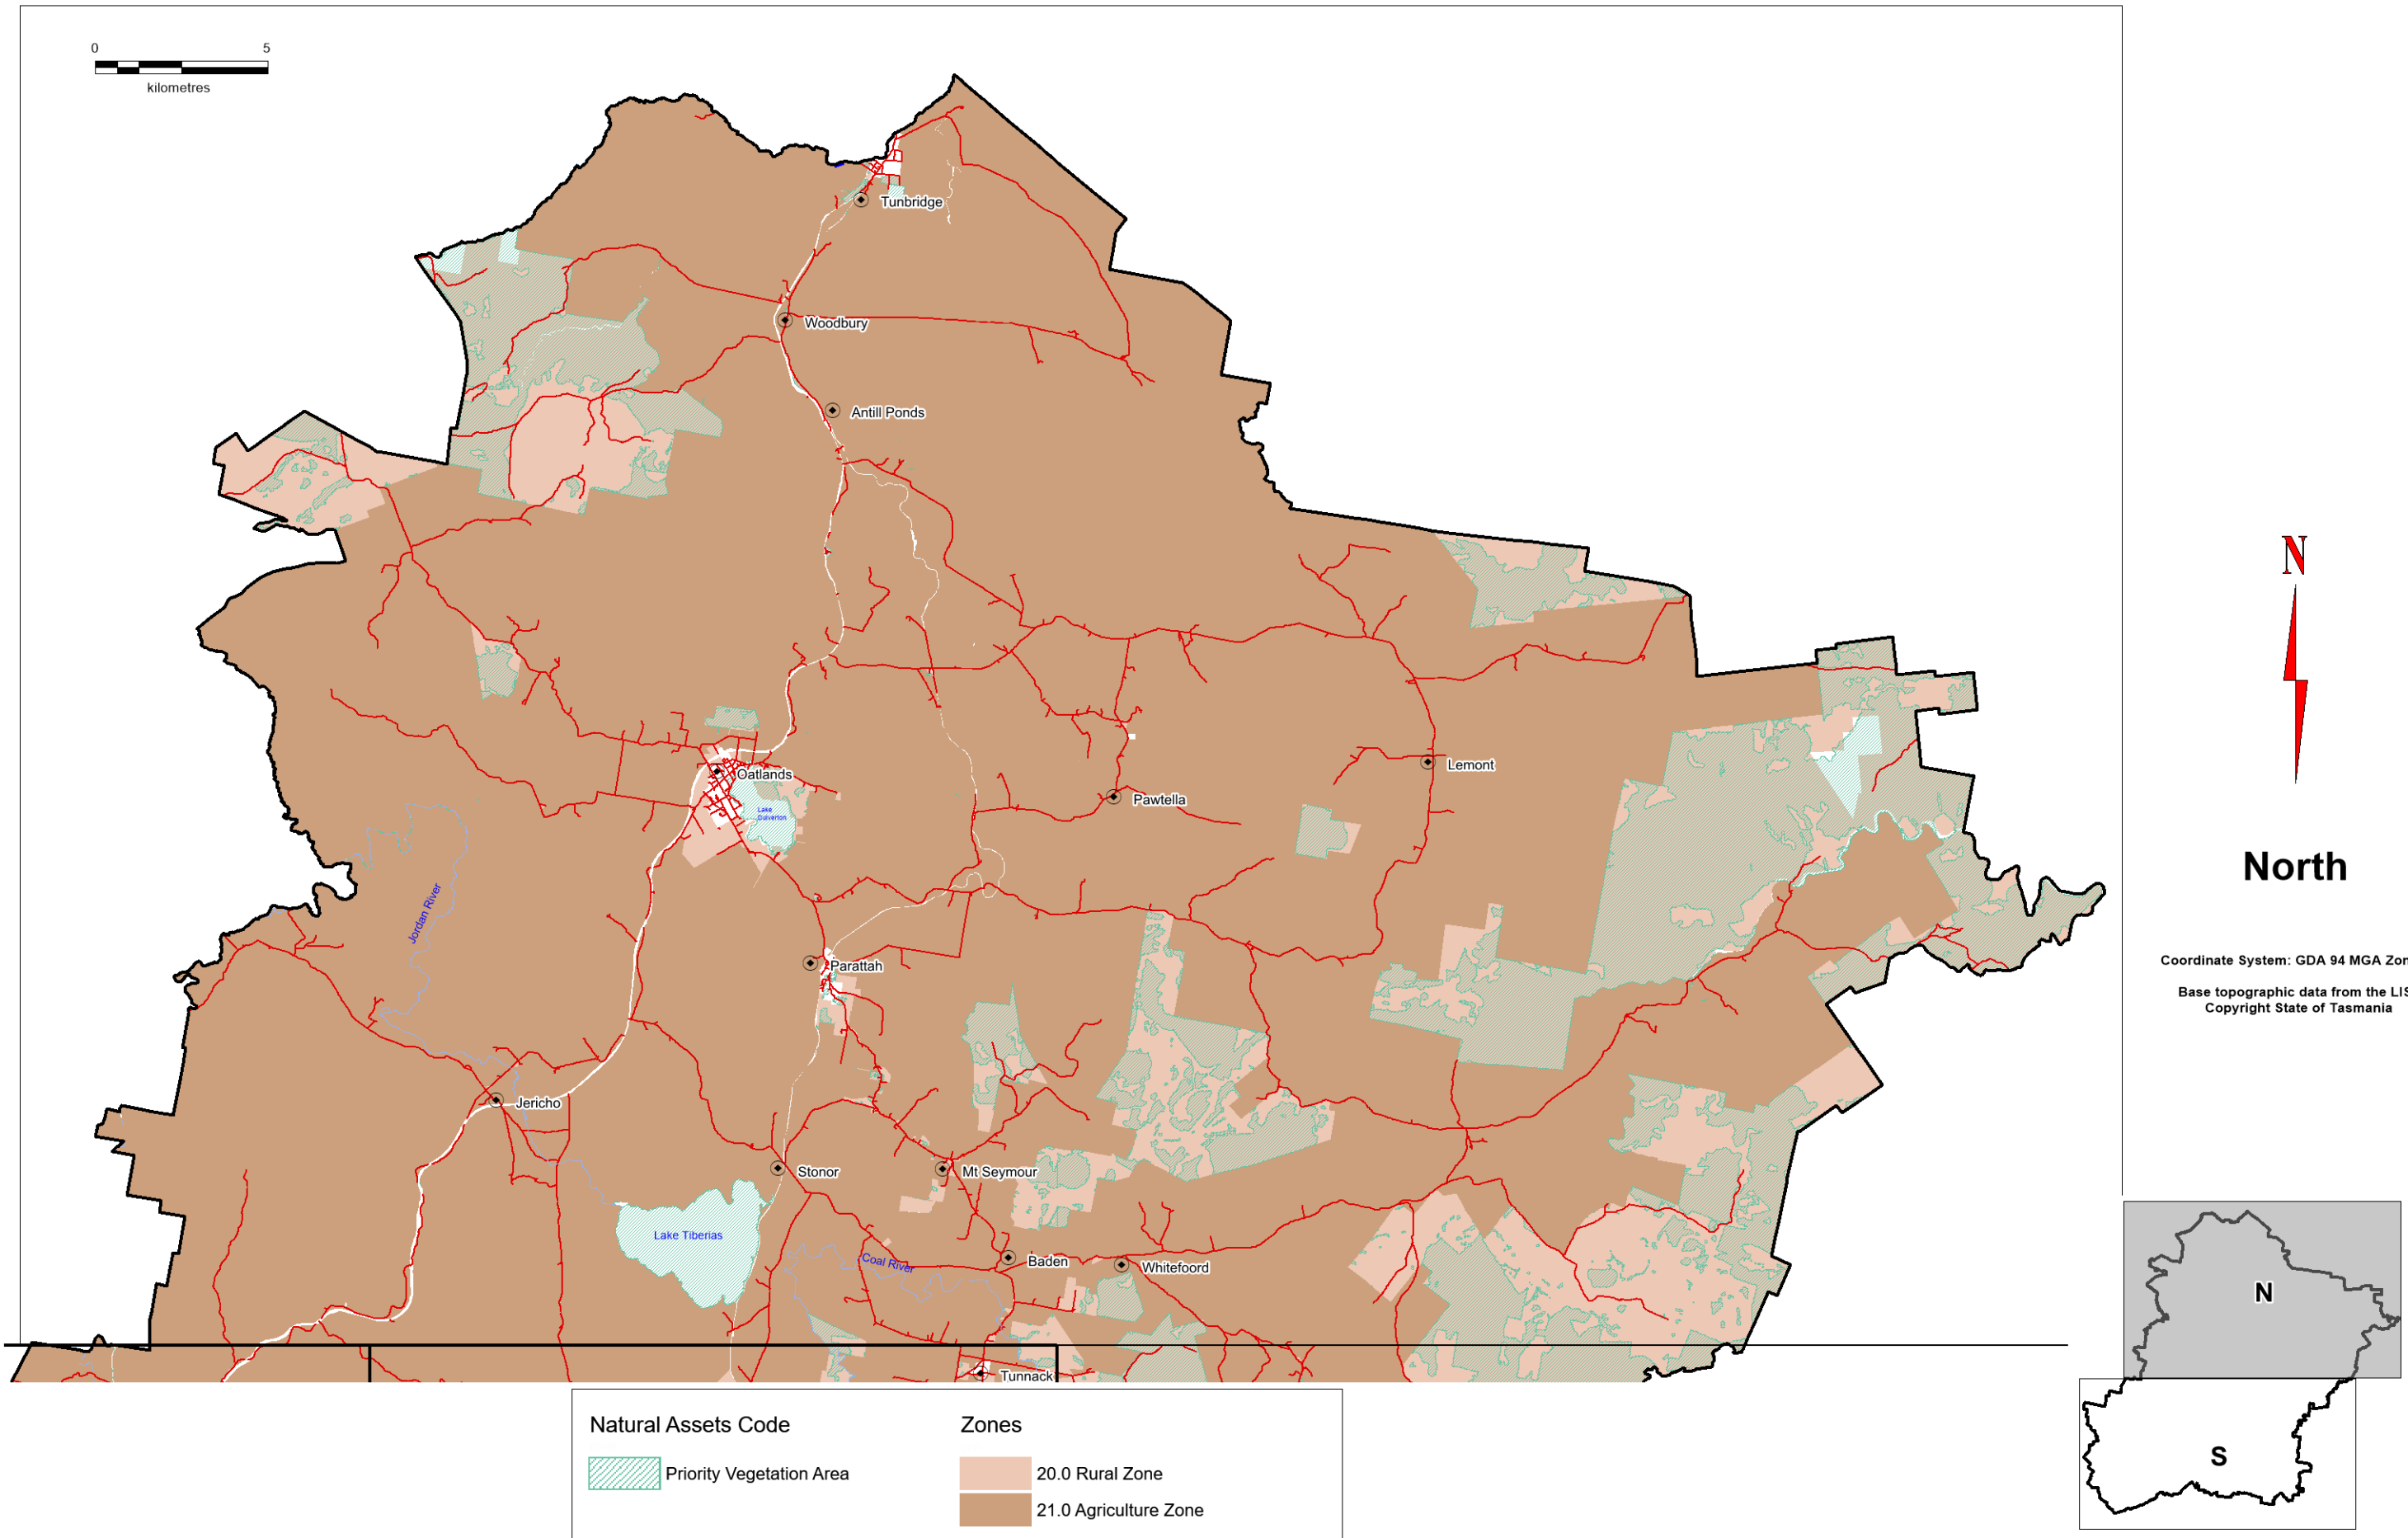 0 5
kilometres
Tunbridge
Woodbury
Antill Ponds
N
Oatlands
Lake
Dulverton
Lemont
Pawtella
North
Jordan River
Parattah
Coordinate System: GDA 94 MGA Zon
Base topographic data from the LIS
Copyright State of Tasmania
Jericho
Stonor
Mt Seymour
Lake Tiberias
Coal River
Baden
Whitefoord
N
Tunnack
Natural Assets Code
Zones
S
Priority Vegetation Area
20.0 Rural Zone
21.0 Agriculture Zone